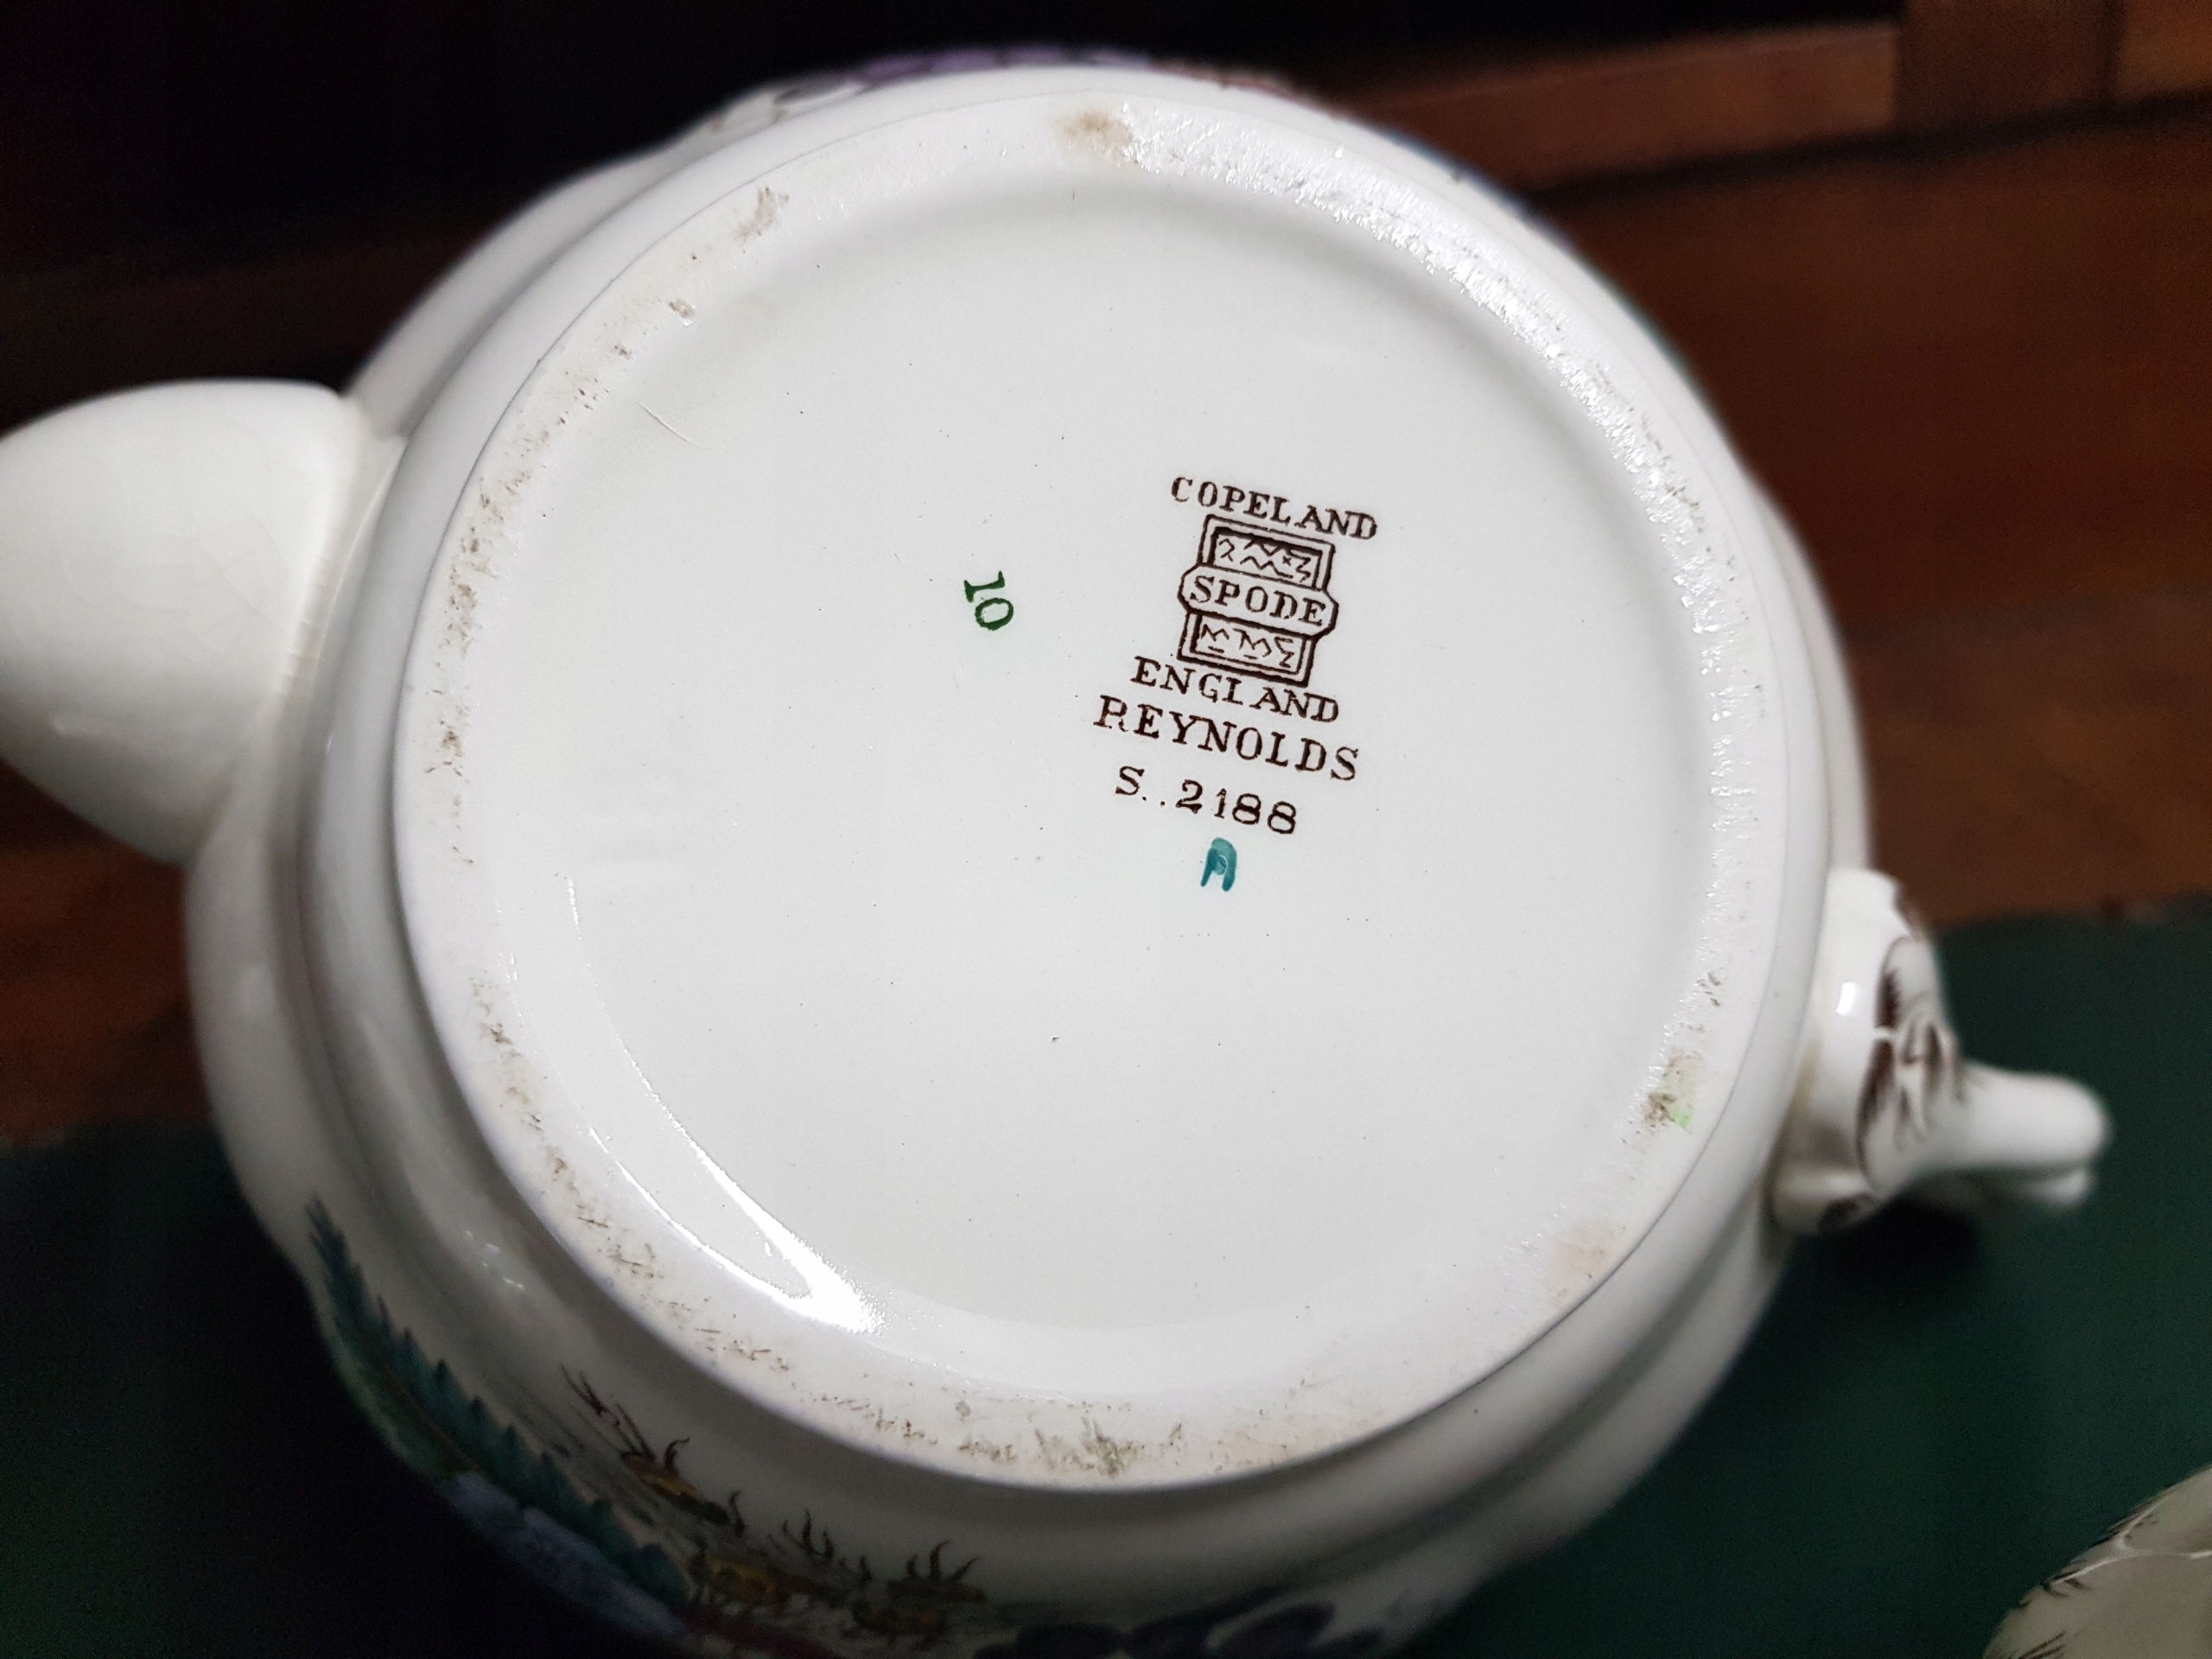 COPELAND
SPODE
ENGLAND
REYNOLDS
S..2188
A
10